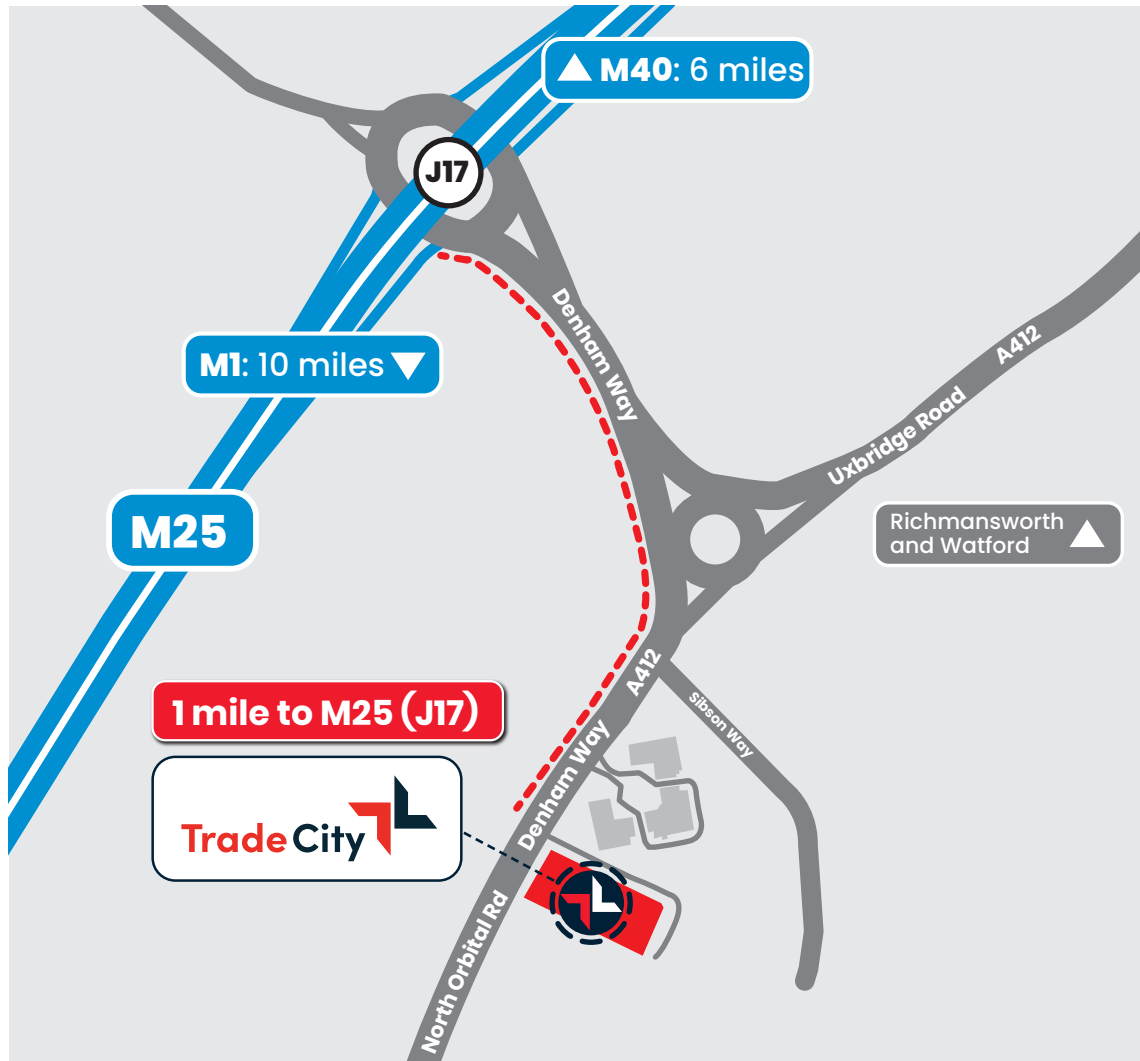 ▲ M40: 6 miles
J17
Denham Way
M1: 10 miles ▼
A412
Uxbridge Road
M25
Richmansworth
and Watford ▲
A412
Sibson Way
1 mile to M25 (J17)
Denham Way
Trade City
North Orbital Rd